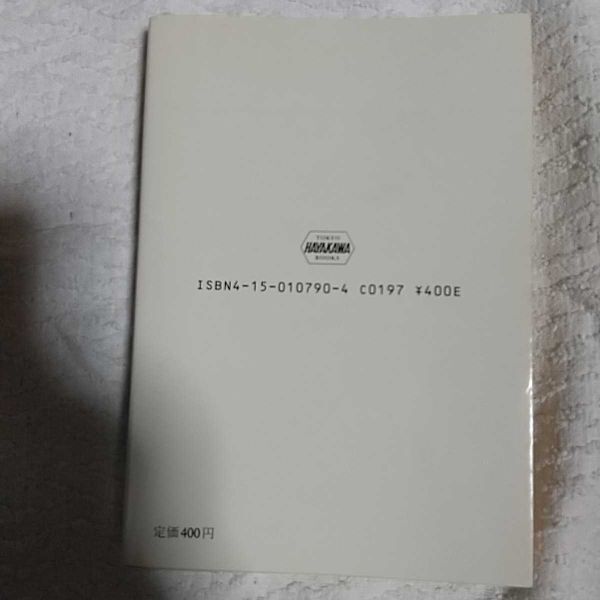 TOKYO
HAYAKAWA
BOOKS
ISBN4-15-010790-4 C0197 ¥400E
定価400円